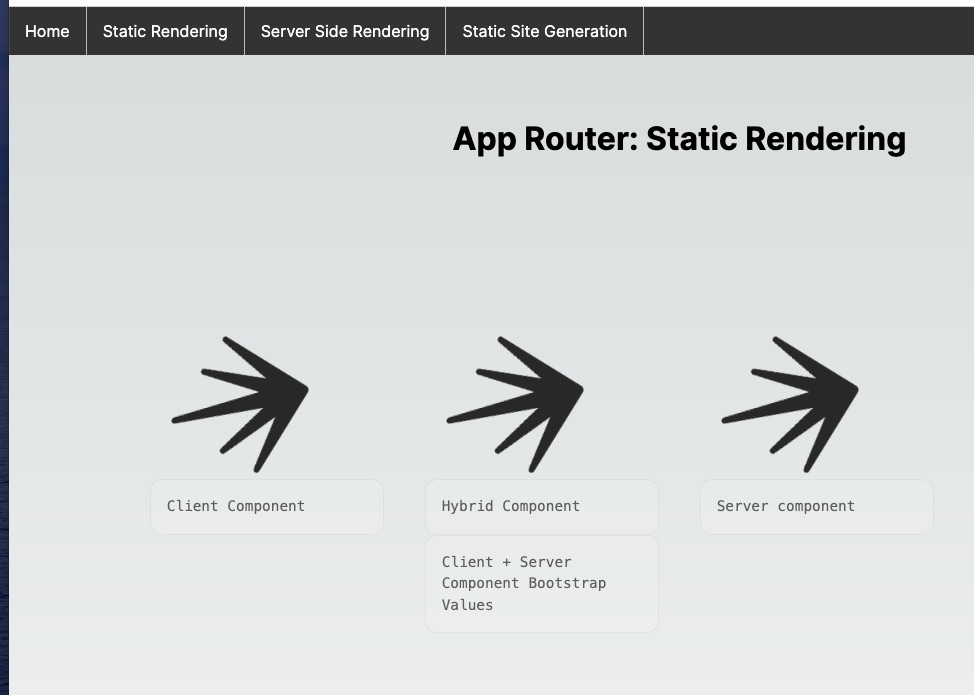 Home
Static Rendering
Server Side Rendering
Static Site Generation
App Router: Static Rendering
Client Component
Hybrid Component
Client + Server
Component Bootstrap
Values
Server component